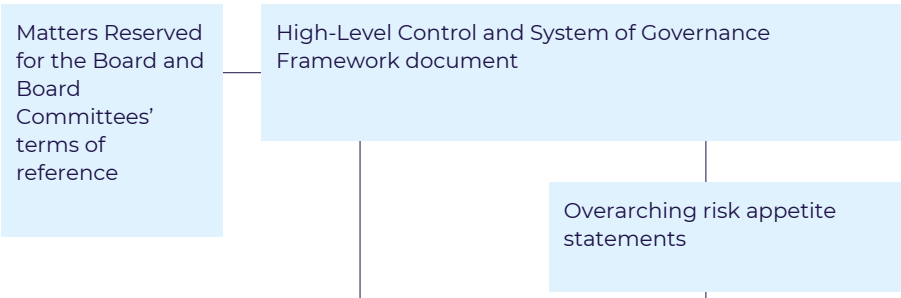 Matters Reserved
for the Board and
Board
Committees’
terms of
reference
High-Level Control and System of Governance
Framework document
Overarching risk appetite
statements